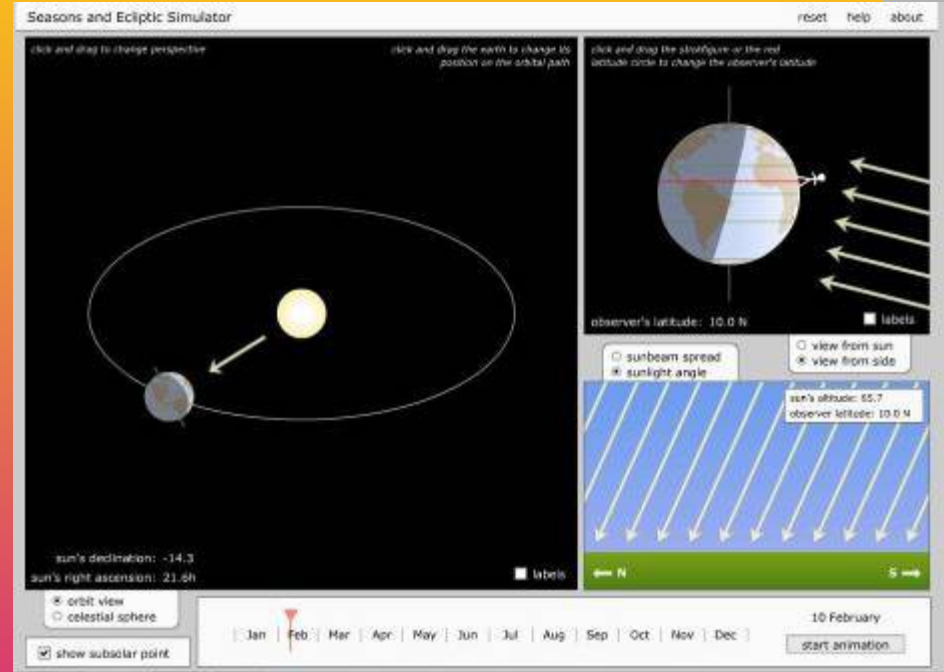 Seasons and Ecliptic Simulator
reset help about
click and drag to change perspective
click and drag the earth to change its
position on the orbital path
click and drag the stickfigure or the red
latitude circle to change the observer's latitude
observer's latitude: 10.0 N
labels
sunbeam spread
sunlight angle
view from sun
view from side
sun's altitude: 65.7
observer latitude: 10.0 N
N
S
sun's declination: -14.3
sun's right ascension: 21.6h
labels
orbit view
celestial sphere
show subsolar point
Jan Feb Mar Apr May Jun Jul Aug Sep Oct Nov Dec
10 February
start animation